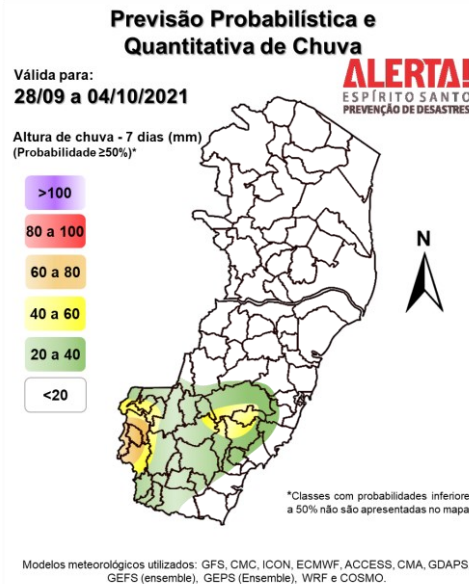 Previsão Probabilística e
Quantitativa de Chuva
Válida para:
28/09 a 04/10/2021
ALERTA!
ESPÍRITO SANTO
PREVENÇÃO DE DESASTRES
Altura de chuva - 7 dias (mm)
(Probabilidade ≥50%)*
>100
80 a 100
60 a 80
40 a 60
20 a 40
<20
N
*Classes com probabilidades inferiore
a 50% não são apresentadas no mapa
Modelos meteorológicos utilizados: GFS, CMC, ICON, ECMWF, ACCESS, CMA, GDAPS
GEFS (ensemble), GEPS (Ensemble), WRF e COSMO.